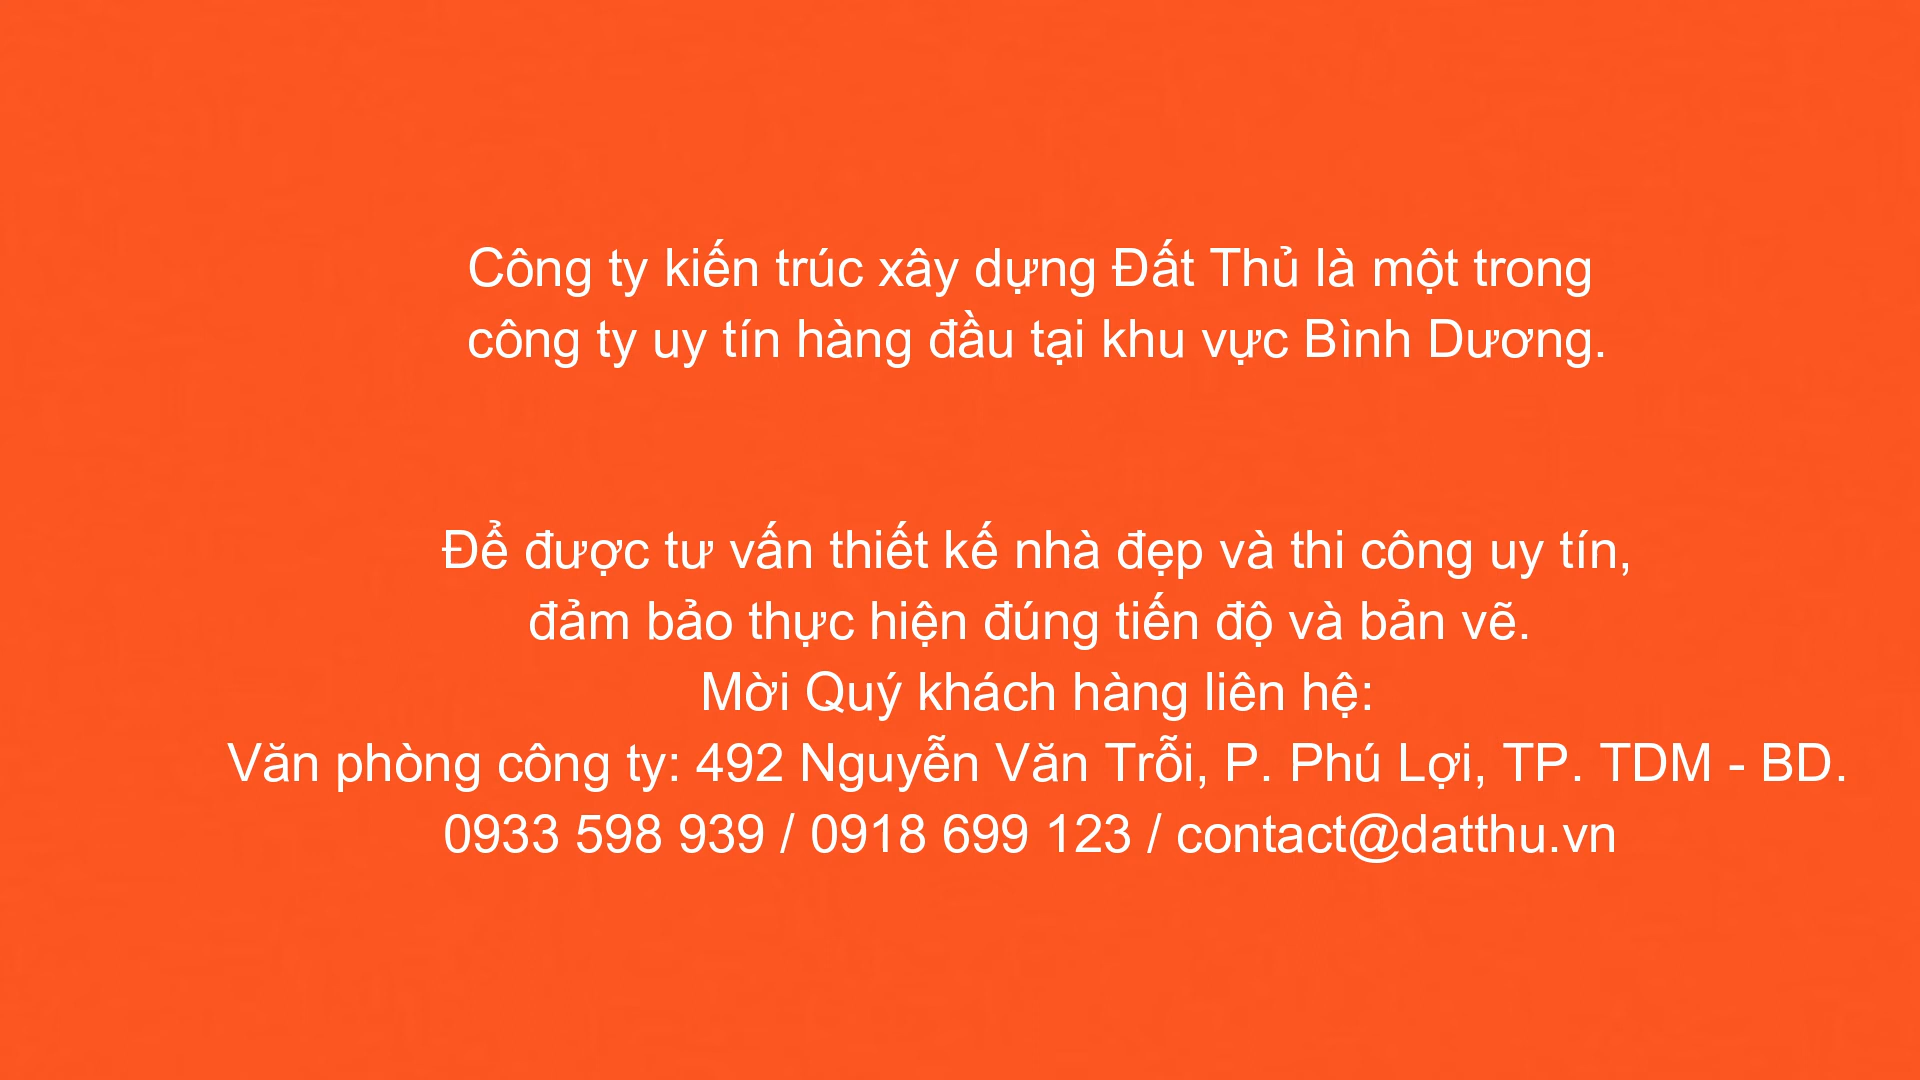 Công ty kiến trúc xây dựng Đất Thủ là một trong
công ty uy tín hàng đầu tại khu vực Bình Dương.
Để được tư vấn thiết kế nhà đẹp và thi công uy tín,
đảm bảo thực hiện đúng tiến độ và bản vẽ.
Mời Quý khách hàng liên hệ:
Văn phòng công ty: 492 Nguyễn Văn Trỗi, P. Phú Lợi, TP. TDM - BD.
0933 598 939 / 0918 699 123 / contact@datthu.vn